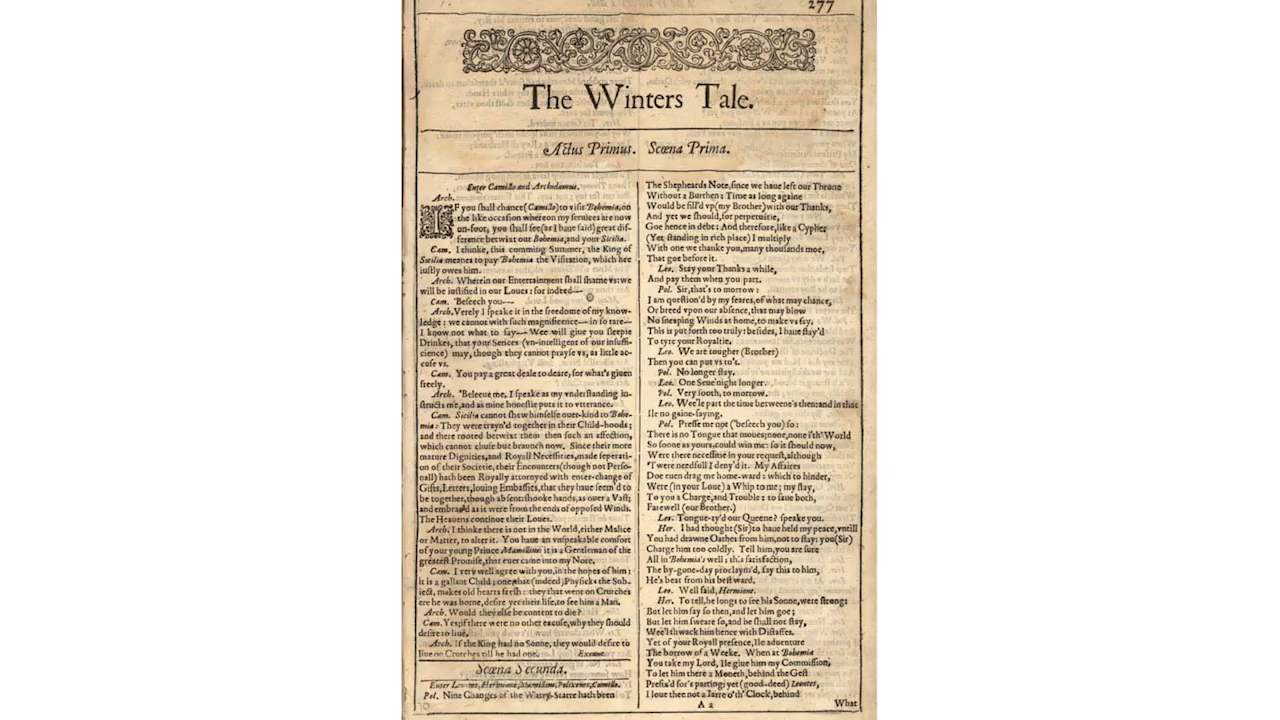 277
The Winters Tale.
Actus Primus. Scœna Prima.
Enter Camillo and Archidamus.
Arch.
IF you shall chance (Camillo) to visit Bohemia, on
the like occasion whereon my seruices are now
on-foot, you shall see (as I haue said) great dif-
ference betwixt our Bohemia, and your Sicilia.
Cam. I thinke, this comming Summer, the King of
Sicilia meanes to pay Bohemia the Visitation, which hee
iustly owes him.
Arch. Wherein our Entertainment shall shame vs: we
will be iustified in our Loues: for indeed---
Cam. 'Beseech you---
Arch. Verely I speake it in the freedome of my know-
ledge: we cannot with such magnificence--- in so rare---
I know not what to say--- Wee will giue you sleepie
Drinkes, that your Sences (vn-intelligent of our insuffi-
cience) may, though they cannot prayse vs, as little ac-
cuse vs.
Cam. You pay a great deale to deare, for what's giuen
freely.
Arch. 'Beleeue me, I speake as my vnderstanding in-
structs me, and as mine honestie puts it to vtterance.
Cam. Sicilia cannot shew himselfe ouer-kind to Bohe-
mia: They were trayn'd together in their Child-hoods;
and there rooted betwixt them then such an affection,
which cannot chuse but braunch now. Since their more
mature Dignities, and Royall Necessities, made seperati-
on of their Societie, their Encounters (though not Perso-
nall) hath been Royally attornyed with enter-change of
Gifts, Letters, louing Embassies, that they haue seem'd to
be together, though absent: shooke hands, as ouer a Vast;
and embrac'd as it were from the ends of opposed Winds.
The Heauens continue their Loues.
Arch. I think there is not in the World, either Malice
or Matter, to alter it. You haue an vnspeakable comfort
of your young Prince Mamillius: it is a Gentleman of the
greatest Promise, that euer came into my Note.
Cam. I very well agree with you, in the hopes of him:
it is a gallant Child; one, that (indeed) Physicks the Sub-
iect, makes old hearts fresh: they that went on Crutches
ere he was borne, desire yet their life, to see him a Man.
Arch. Would they else be content to die?
Cam. Yes; if there were no other excuse, why they should
desire to liue.
Arch. If the King had no Sonne, they would desire to
liue on Crutches till he had one. Exeunt.
Scœna Secunda.
Enter Leontes, Hermione, Mamillius, Polixenes, Camillo.
Pol. Nine Changes of the Watry-Starre hath been
The Shepheards Note, since we haue left our Throne
Without a Burthen: Time as long againe
Would be fill'd vp (my Brother) with our Thanks,
And yet we should, for perpetuitie,
Goe hence in debt: And therefore, like a Cypher
(Yet standing in rich place) I multiply
With one we thanke you, many thousands moe,
That goe before it.
Leo. Stay your Thanks a while,
And pay them when you part.
Pol. Sir, that's to morrow:
I am question'd by my feares, of what may chance,
Or breed vpon our absence, that may blow
No sneaping Winds at home, to make vs say,
This is put forth too truly: besides, I haue stay'd
To tyre your Royaltie.
Leo. We are tougher (Brother)
Then you can put vs to't.
Pol. No longer stay.
Leo. One Seue'night longer.
Pol. Very sooth, to morrow.
Leo. Wee'le part the time betweene's then: and in that
Ile no gaine-saying.
Pol. Presse me not ('beseech you) so:
There is no Tongue that moues; none, none i'th' World
So soone as yours, could win me: so it should now,
Were there necessitie in your request, although
'Twere needfull I deny'd it. My Affaires
Doe euen drag me home-ward: which to hinder,
Were (in your Loue) a Whip to me; my stay,
To you a Charge, and Trouble: to saue both,
Farewell (our Brother.)
Leo. Tongue-ty'd our Queene? speake you.
Her. I had thought (Sir) to haue held my peace, vntill
You had drawne Oathes from him, not to stay: you (Sir)
Charge him too coldly. Tell him, you are sure
All in Bohemia's well: this satisfaction,
The by-gone-day proclaym'd, say this to him,
He's beat from his best ward.
Leo. Well said, Hermione.
Her. To tell, he longs to see his Sonne, were strong:
But let him say so then, and let him goe;
But let him sweare so, and he shall not stay,
Wee'l thwack him hence with Distaffes.
Yet of your Royall presence, Ile aduenture
The borrow of a Weeke. When at Bohemia
You take my Lord, Ile giue him my Commission,
To let him there a Moneth, behind the Gest
Prefix'd for's parting: yet (good-deed) Leontes,
I loue thee not a Iarre o'th' Clock, behind
A a
What